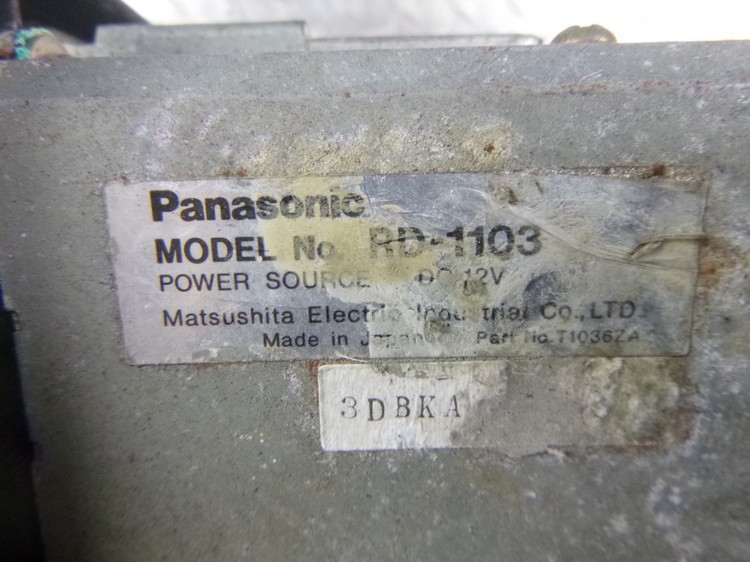 Panasonic
MODEL No. RD-1103
POWER SOURCE DC 12V
Matsushita Electric Industrial Co.,LTD.
Made in Japan Part No.T10362A
3DBKA